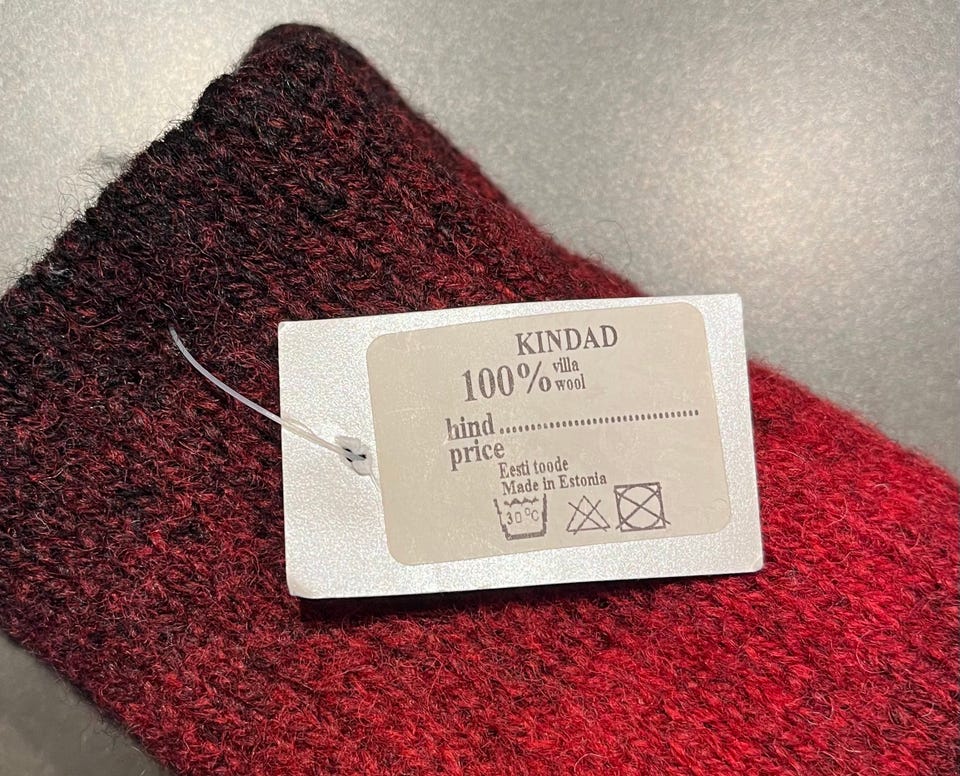 KINDAD
100% villa
wool
hind........................................
price
Eesti toode
Made in Estonia
30°C